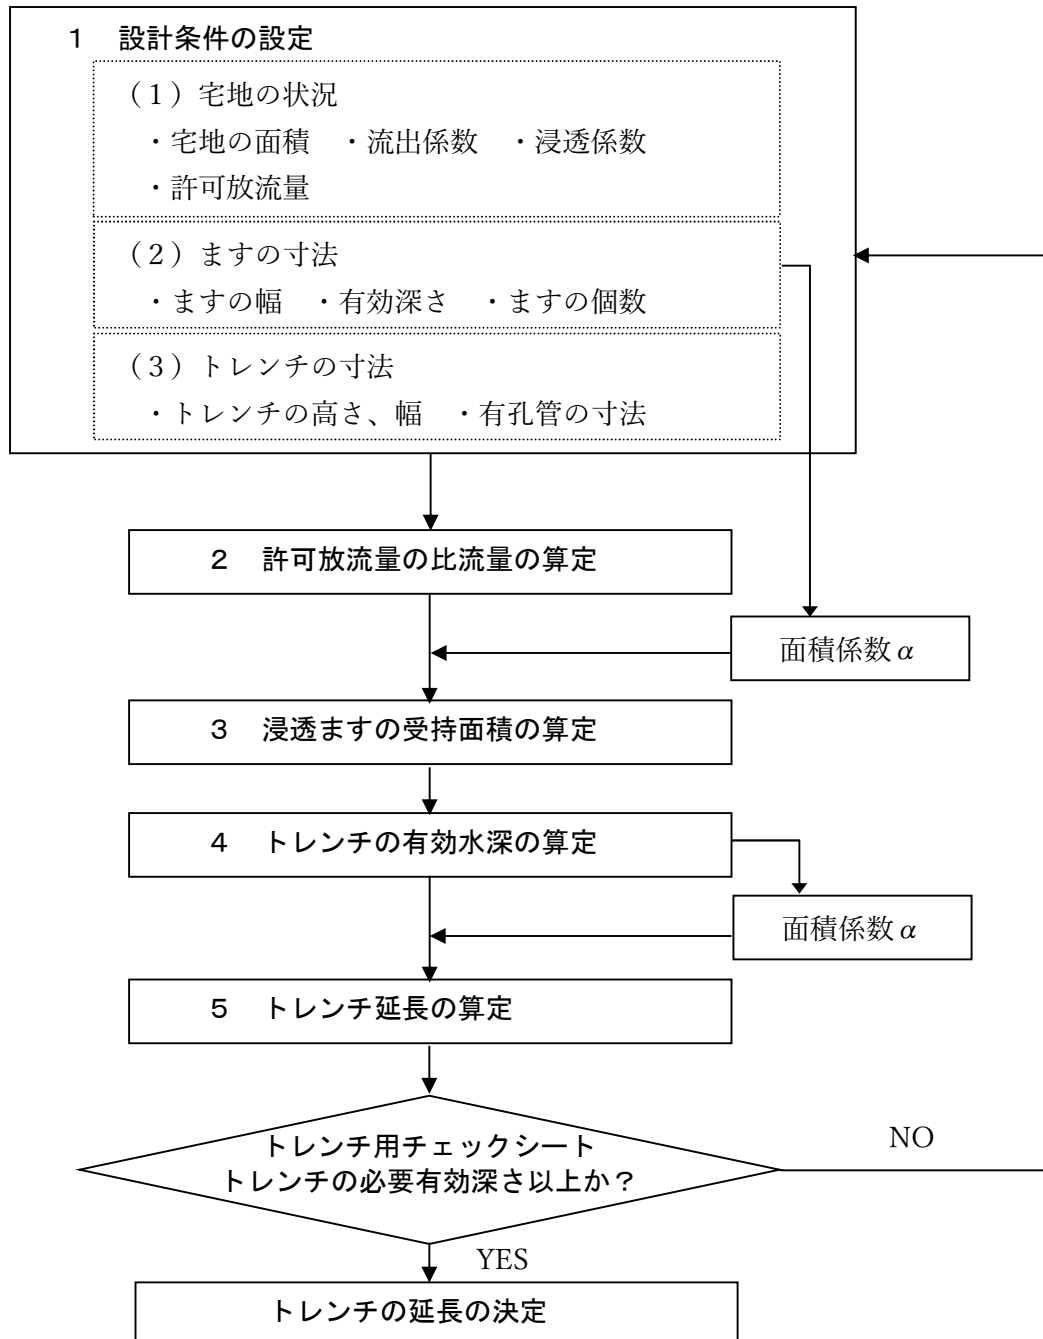 １　設計条件の設定
（１）宅地の状況
・宅地の面積　・流出係数　・浸透係数
・許可放流量
（２）ますの寸法
・ますの幅　・有効深さ　・ますの個数
（３）トレンチの寸法
・トレンチの高さ、幅　・有孔管の寸法
２　許可放流量の比流量の算定
面積係数α
３　浸透ますの受持面積の算定
４　トレンチの有効水深の算定
面積係数α
５　トレンチ延長の算定
トレンチ用チェックシート
トレンチの必要有効深さ以上か？
NO
YES
トレンチの延長の決定